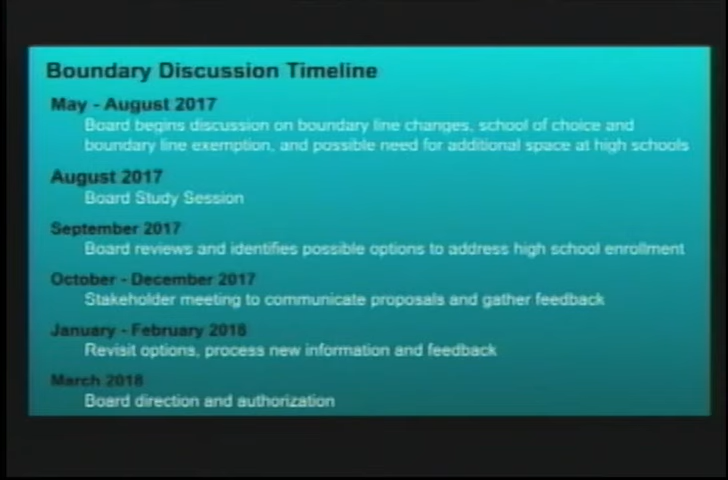 Boundary Discussion Timeline
May - August 2017
Board begins discussion on boundary line changes, school of choice and
boundary line exemption, and possible need for additional space at high schools
August 2017
Board Study Session
September 2017
Board reviews and identifies possible options to address high school enrollment
October - December 2017
Stakeholder meeting to communicate proposals and gather feedback
January - February 2018
Revisit options, process new information and feedback
March 2018
Board direction and authorization